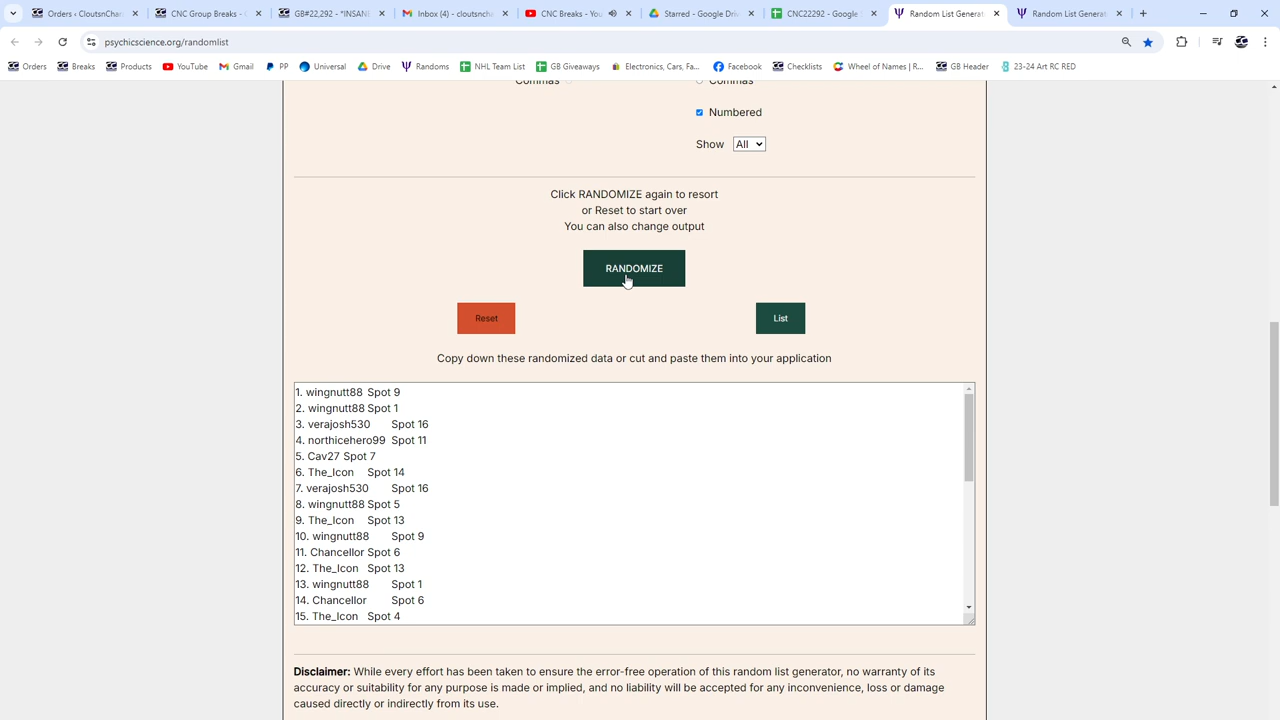 Orders ‹ CloutsnChan
CNC Group Breaks - C
GB#22,292 - *INSANE
Inbox (4) - cloutsncha
CNC Breaks - You
Starred - Google Driv
CNC22292 - Google S
Random List Generat
Random List Generato
psychicscience.org/randomlist
Orders
Breaks
Products
YouTube
Gmail
PP
Universal
Drive
Randoms
NHL Team List
GB Giveaways
Electronics, Cars, Fa...
Facebook
Checklists
Wheel of Names | R...
GB Header
23-24 Art RC RED
Commas
Commas
Numbered
Show All
Click RANDOMIZE again to resort
or Reset to start over
You can also change output
RANDOMIZE
Reset
List
Copy down these randomized data or cut and paste them into your application
1. wingnutt88 Spot 9
2. wingnutt88 Spot 1
3. verajosh530 Spot 16
4. northicehero99 Spot 11
5. Cav27 Spot 7
6. The_Icon Spot 14
7. verajosh530 Spot 16
8. wingnutt88 Spot 5
9. The_Icon Spot 13
10. wingnutt88 Spot 9
11. Chancellor Spot 6
12. The_Icon Spot 13
13. wingnutt88 Spot 1
14. Chancellor Spot 6
15. The_Icon Spot 4
Disclaimer: While every effort has been taken to ensure the error-free operation of this random list generator, no warranty of its
accuracy or suitability for any purpose is made or implied, and no liability will be accepted for any inconvenience, loss or damage
caused directly or indirectly from its use.